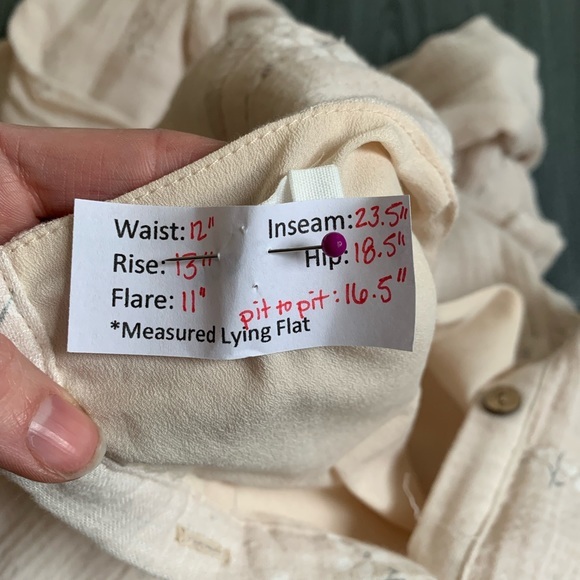 Waist: 12" Inseam: 23.5"
Rise: 13" Hip: 18.5"
Flare: 11" pit to pit: 16.5"
*Measured Lying Flat